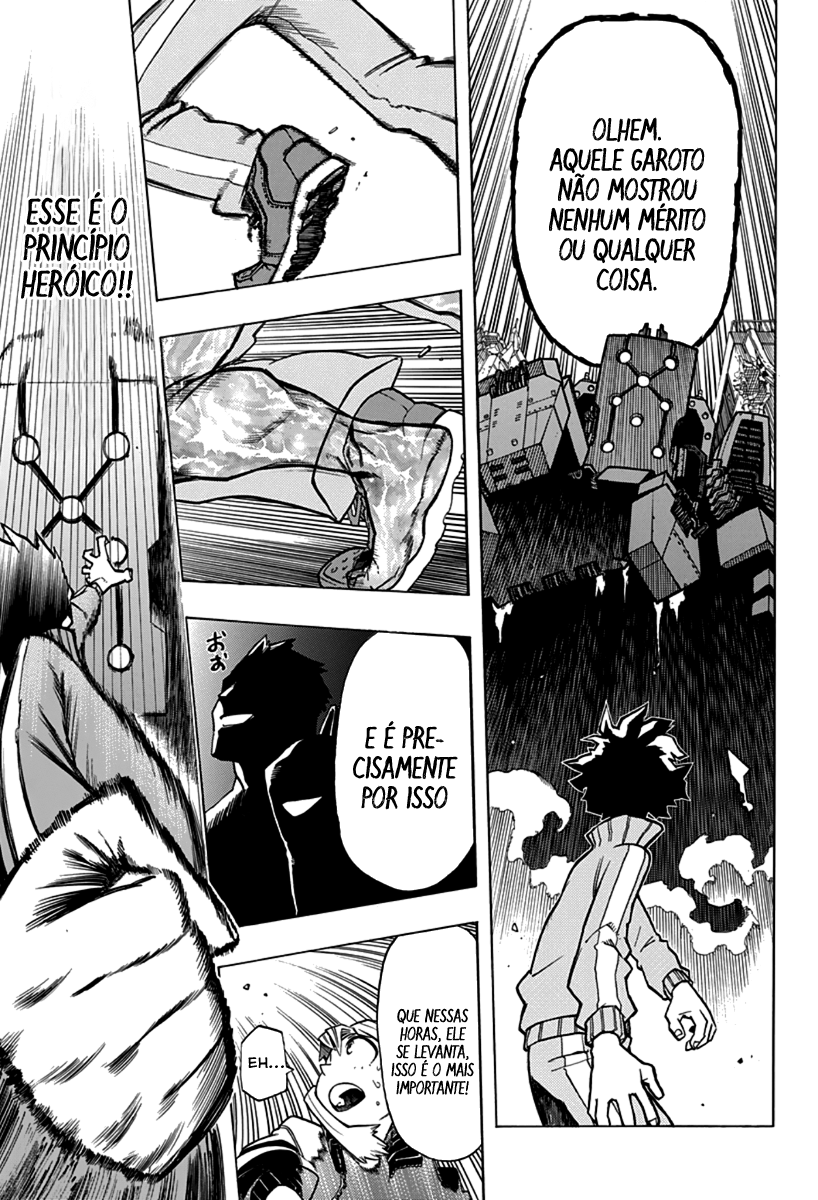 OLHEM.
AQUELE GAROTO
NÃO MOSTROU
NENHUM MÉRITO
OU QUALQUER
COISA.
おお
E É PRE-
CISAMENTE
POR ISSO
QUE NESSAS
HORAS, ELE
SE LEVANTA,
ISSO É O MAIS
IMPORTANTE!
EH....
ESSE É O
PRINCÍPIO
HERÓICO!!